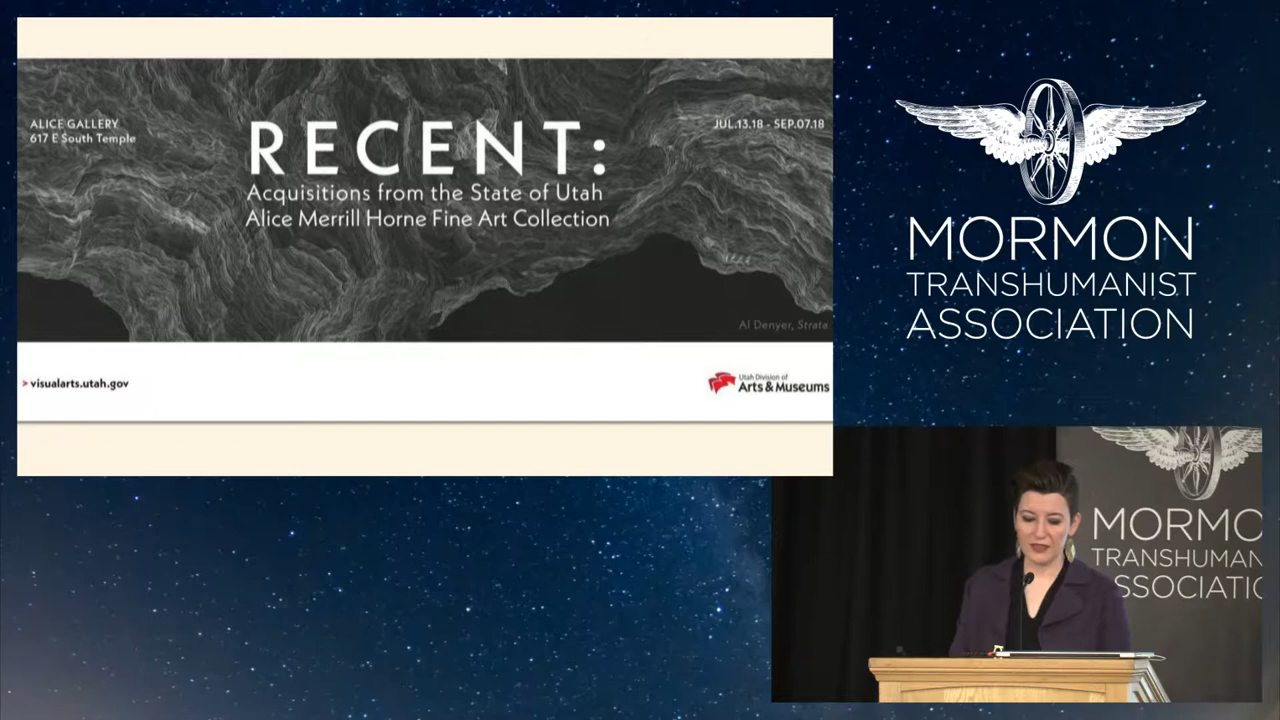 ALICE GALLERY
617 E South Temple
RECENT:
Acquisitions from the State of Utah
Alice Merrill Horne Fine Art Collection
JUL.13.18 - SEP.07.18
Al Denyer, Strata
> visualarts.utah.gov
Utah Division of
Arts & Museums
MORMON
TRANSHUMANIST
ASSOCIATION
MORMO
TRANSHUMAN
SSOCIATIO